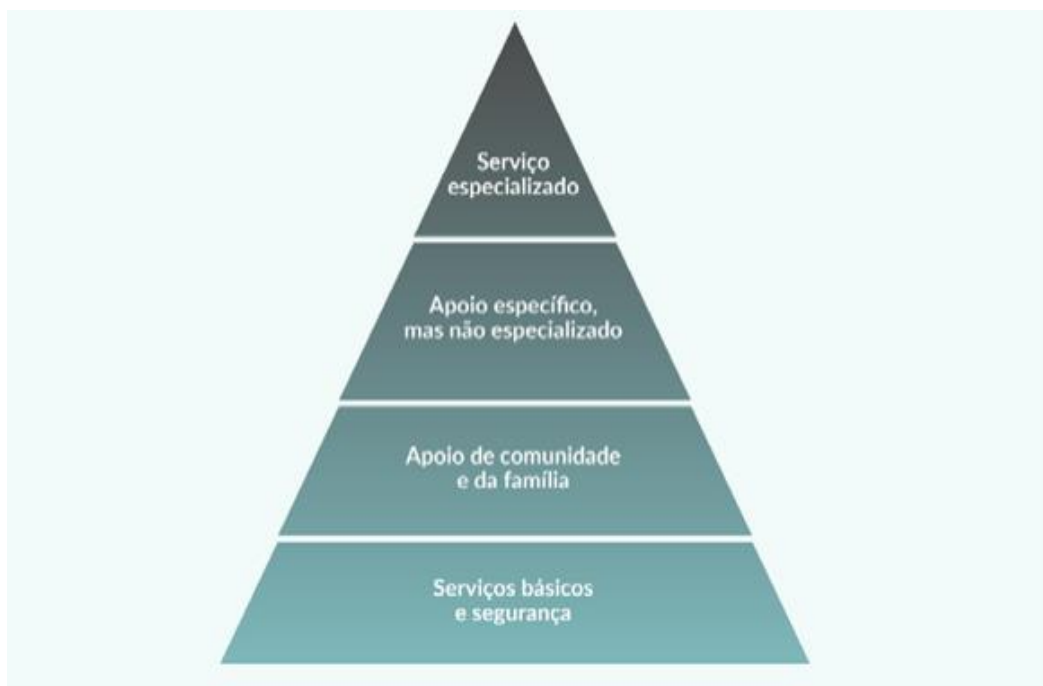 Serviço
especializado
Apoio específico,
mas não especializado
Apoio de comunidade
e da família
Serviços básicos
e segurança